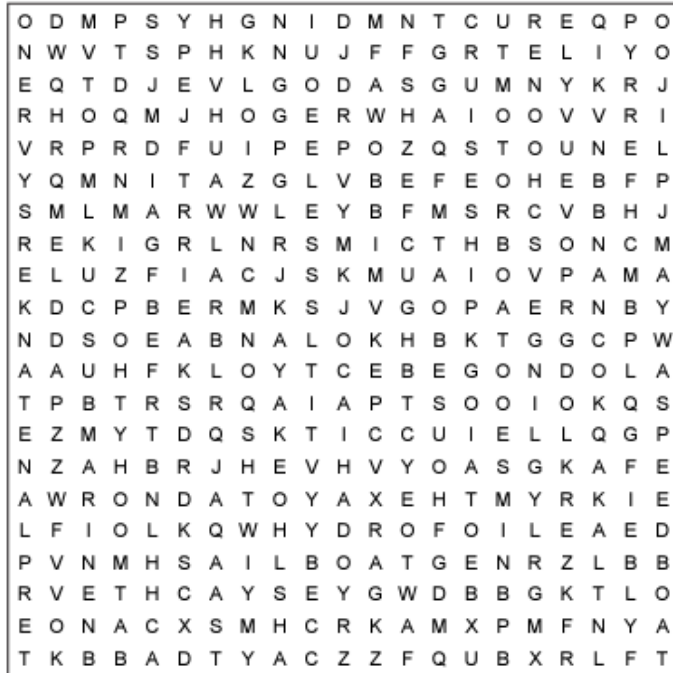 O D M P S Y H G N I D M N T C U R E Q P O
N W V T S P H K N U J F F G R T E L I Y O
E Q T D J E V L G O D A S G U M N Y K R J
R H O Q M J H O G E R W H A I O O V V R I
V R P R D F U I P E P O Z Q S T O U N E L
Y Q M N I T A Z G L V B E F E O H E B F P
S M L M A R W W L E Y B F M S R C V B H J
R E K I G R L N R S M I C T H B S O N C M
E L U Z F I A C J S K M U A I O V P A M A
K D C P B E R M K S J V G O P A E R N B Y
N D S O E A B N A L O K H B K T G G C P W
A A U H F K L O Y T C E B E G O N D O L A
T P B T R S R Q A I A P T S O O I O K Q S
E Z M Y T D Q S K T I C C U I E L L Q G P
N Z A H B R J H E V H V Y O A S G K A F E
A W R O N D A T O Y A X E H T M Y R K I E
L F I O L K Q W H Y D R O F O I L E A E D
P V N M H S A I L B O A T G E N R Z L B B
R V E T H C A Y S E Y G W D B B G K T L O
E O N A C X S M H C R K A M X P M F N Y A
T K B B A D T Y A C Z Z F Q U B X R L F T